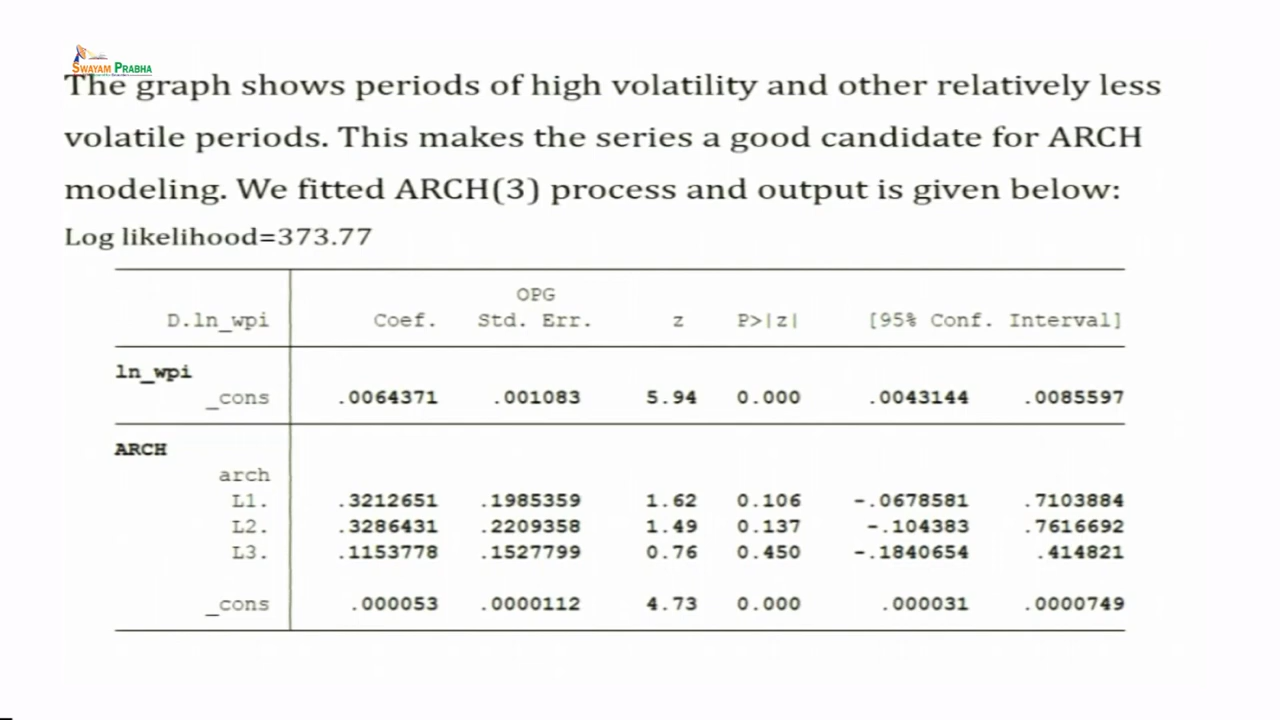 SWAYAM PRABHA
The graph shows periods of high volatility and other relatively less
volatile periods. This makes the series a good candidate for ARCH
modeling. We fitted ARCH(3) process and output is given below:
Log likelihood=373.77
OPG
D.ln_wpi Coef. Std. Err. z P>|z| [95% Conf. Interval]
ln_wpi
_cons .0064371 .001083 5.94 0.000 .0043144 .0085597
ARCH
arch
L1. .3212651 .1985359 1.62 0.106 -.0678581 .7103884
L2. .3286431 .2209358 1.49 0.137 -.104383 .7616692
L3. .1153778 .1527799 0.76 0.450 -.1840654 .414821
_cons .000053 .0000112 4.73 0.000 .000031 .0000749